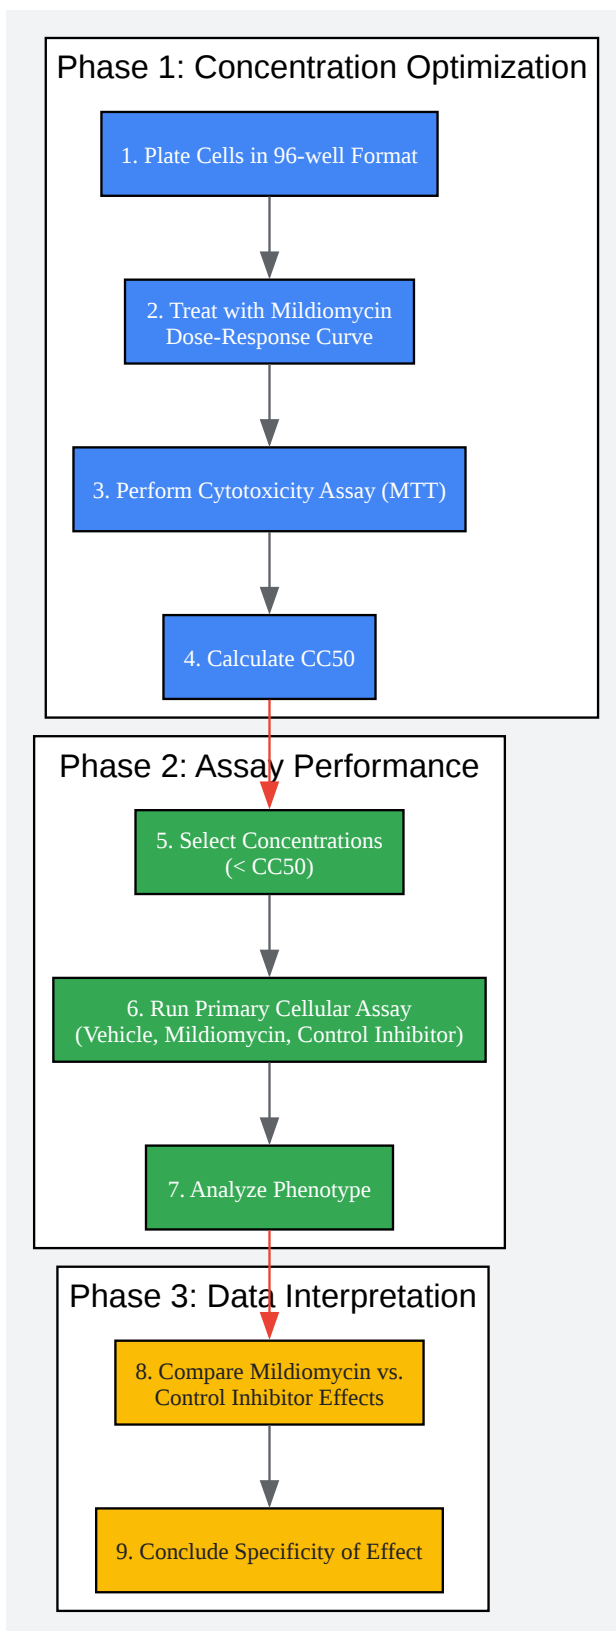 Phase 1: Concentration Optimization
1. Plate Cells in 96-well Format
2. Treat with Mildiomycin
Dose-Response Curve
3. Perform Cytotoxicity Assay (MTT)
4. Calculate CC50
Phase 2: Assay Performance
5. Select Concentrations
(< CC50)
6. Run Primary Cellular Assay
(Vehicle, Mildiomycin, Control Inhibitor)
7. Analyze Phenotype
Phase 3: Data Interpretation
8. Compare Mildiomycin vs.
Control Inhibitor Effects
9. Conclude Specificity of Effect